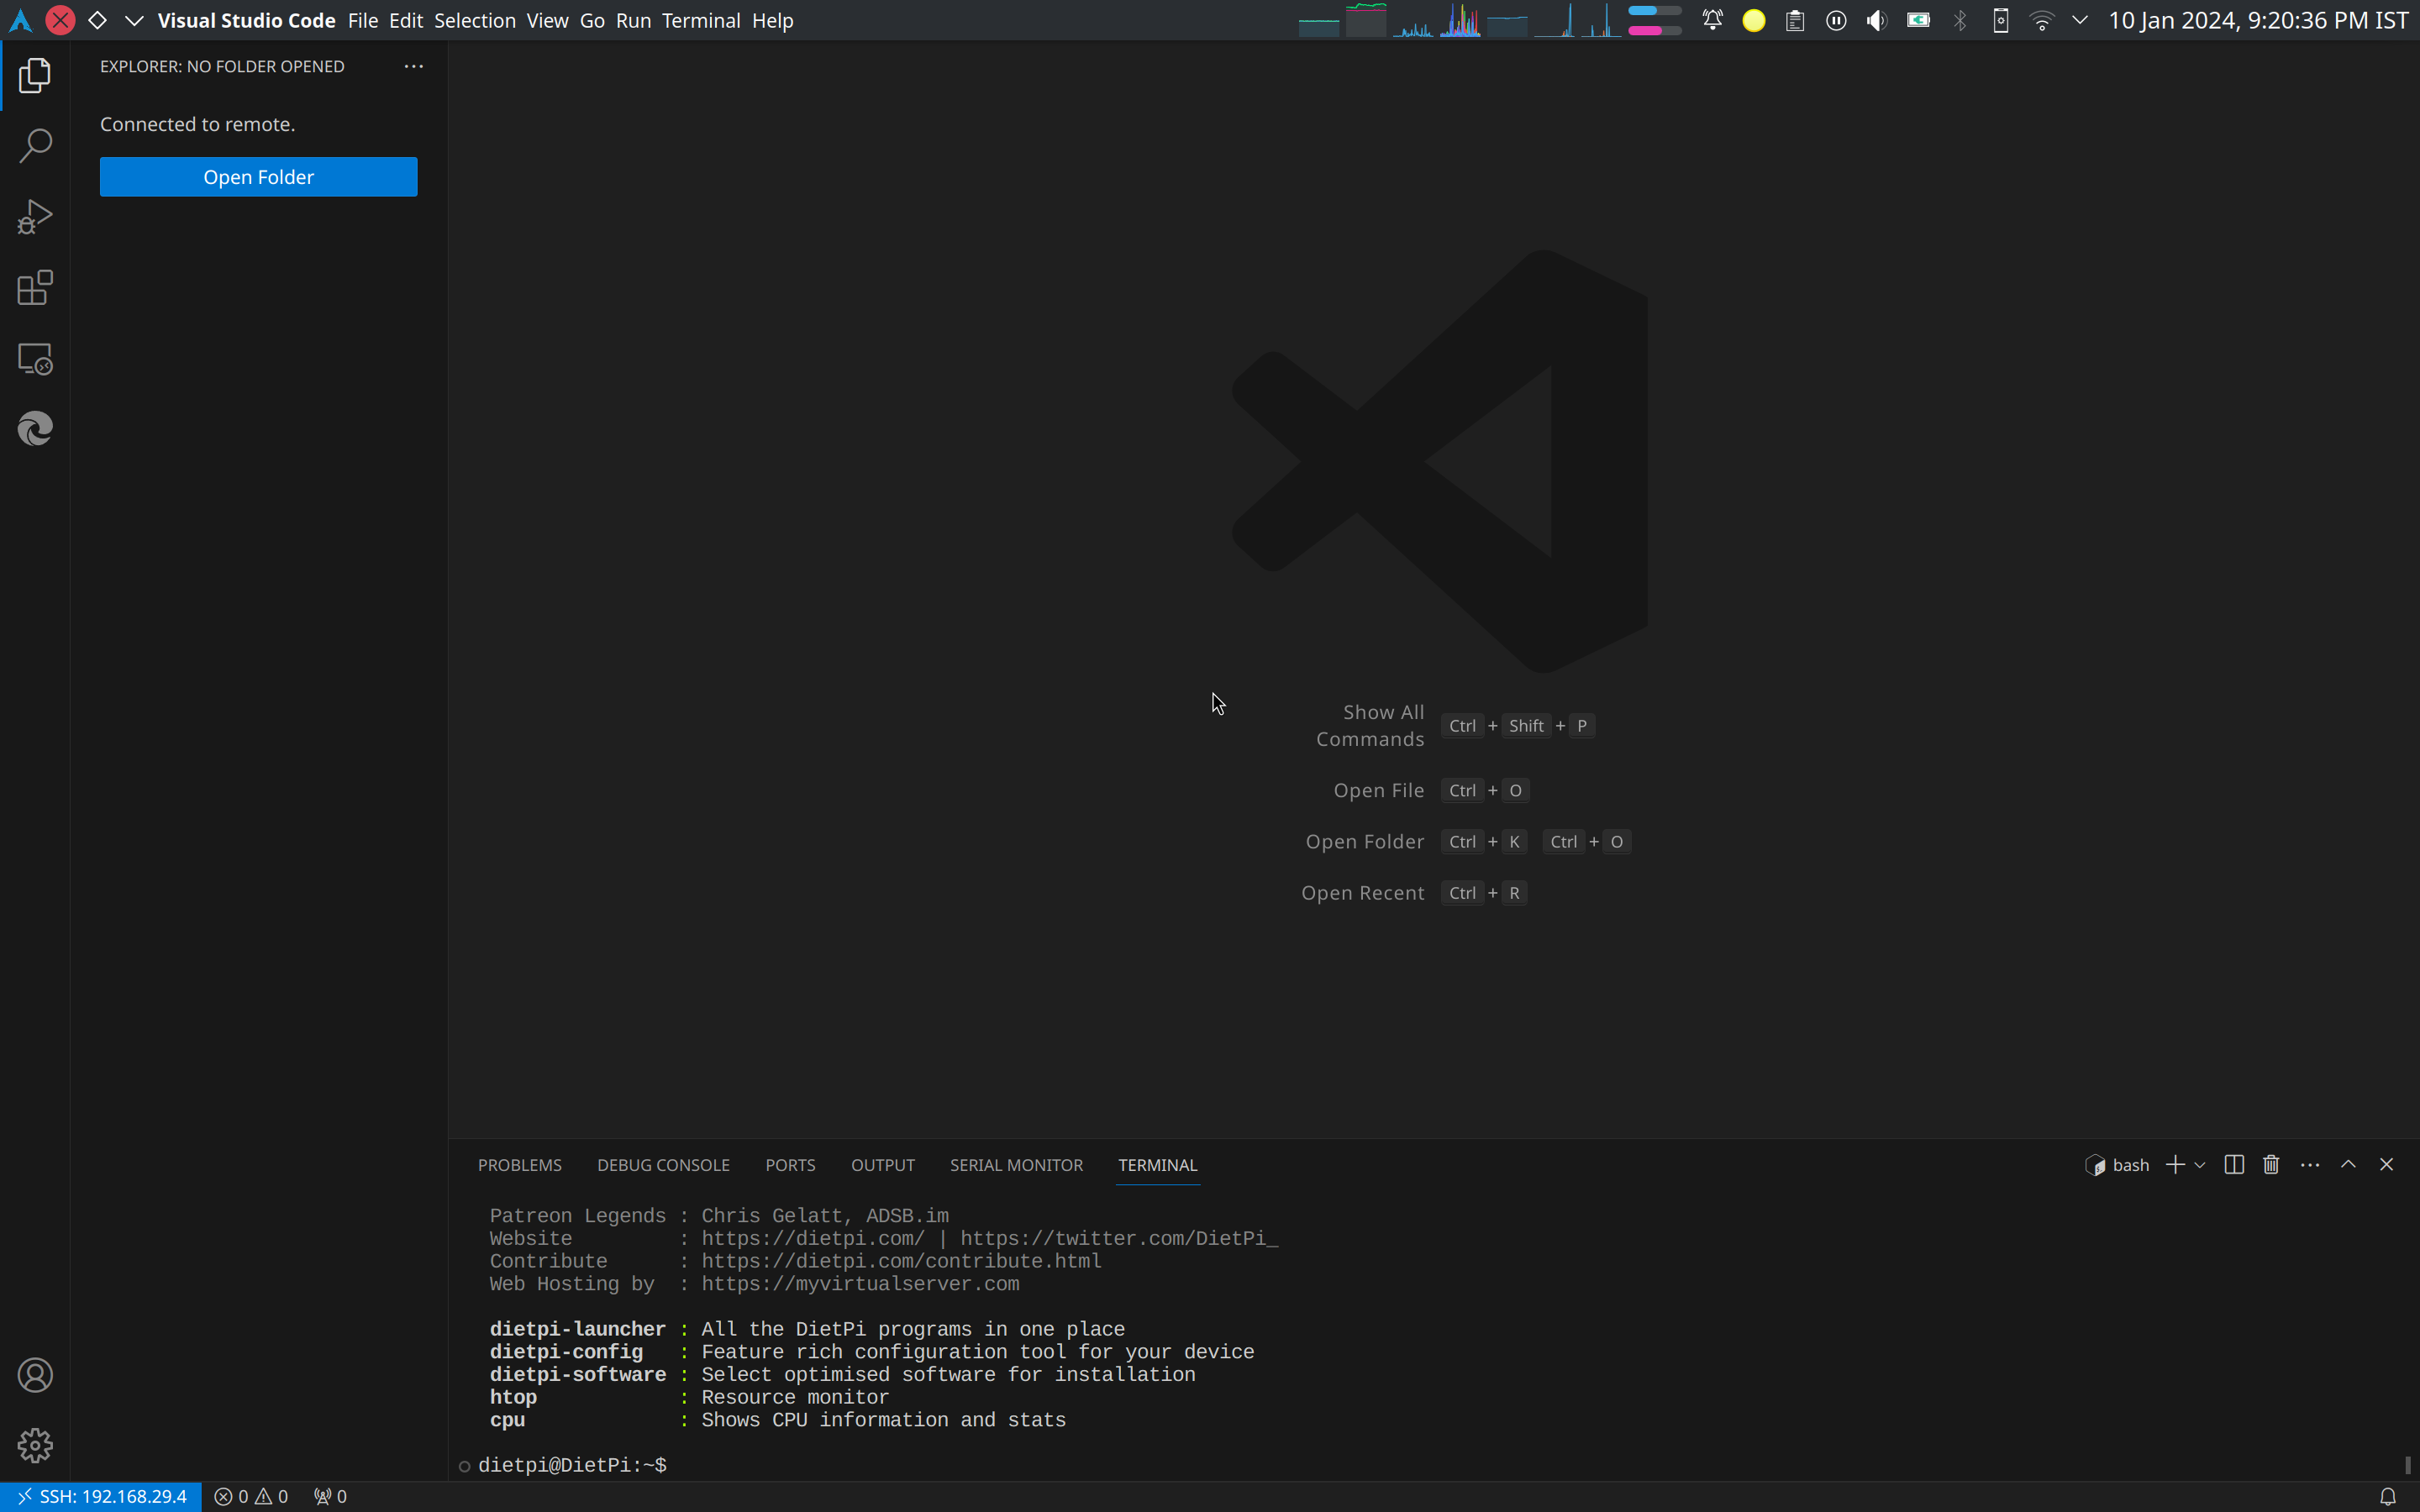 Visual Studio Code File Edit Selection View Go Run Terminal Help
10 Jan 2024, 9:20:36 PM IST
EXPLORER: NO FOLDER OPENED
Connected to remote.
Open Folder
Show All
Commands
Ctrl + Shift + P
Open File Ctrl + O
Open Folder Ctrl + K Ctrl + O
Open Recent Ctrl + R
PROBLEMS DEBUG CONSOLE PORTS OUTPUT SERIAL MONITOR TERMINAL
bash
Patreon Legends : Chris Gelatt, ADSB.im
Website : https://dietpi.com/ | https://twitter.com/DietPi_
Contribute : https://dietpi.com/contribute.html
Web Hosting by : https://myvirtualserver.com
dietpi-launcher : All the DietPi programs in one place
dietpi-config : Feature rich configuration tool for your device
dietpi-software : Select optimised software for installation
htop : Resource monitor
cpu : Shows CPU information and stats
dietpi@DietPi:~$
SSH: 192.168.29.4 0 0 0